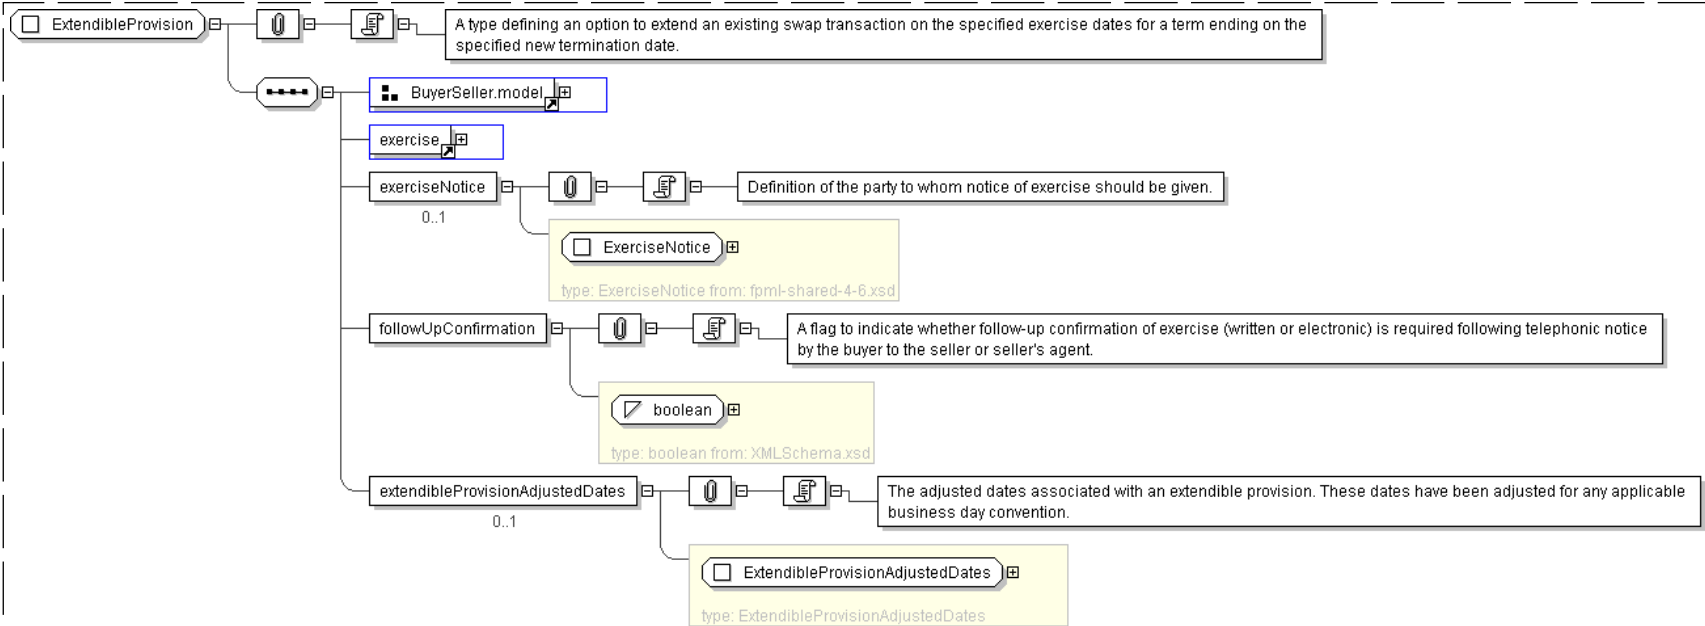 ExtendibleProvision
A type defining an option to extend an existing swap transaction on the specified exercise dates for a term ending on the
specified new termination date.
BuyerSeller.model
exercise
exerciseNotice
Definition of the party to whom notice of exercise should be given.
0..1
ExerciseNotice
type: ExerciseNotice from: fpml-shared-4-6.xsd
followUpConfirmation
A flag to indicate whether follow-up confirmation of exercise (written or electronic) is required following telephonic notice
by the buyer to the seller or seller's agent.
boolean
type: boolean from: XMLSchema.xsd
extendibleProvisionAdjustedDates
The adjusted dates associated with an extendible provision. These dates have been adjusted for any applicable
business day convention.
0..1
ExtendibleProvisionAdjustedDates
type: ExtendibleProvisionAdjustedDates